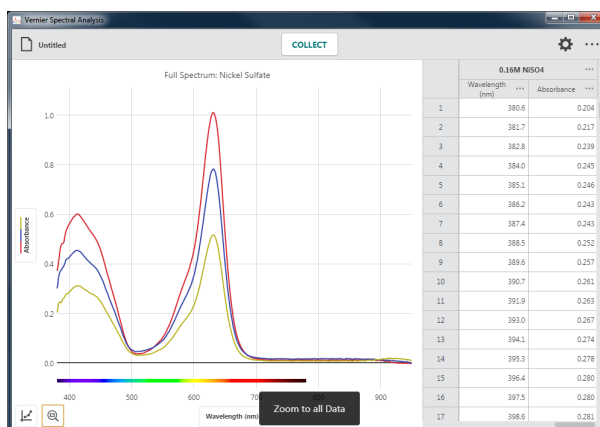 Vernier Spectral Analysis
Untitled
COLLECT
Full Spectrum: Nickel Sulfate
1.0
0.8
0.6
0.4
0.2
0.0
Absorbance
400 500 600 700 800 900
Wavelength (nm)
Zoom to all Data
0.16M NiSO4
Wavelength (nm) Absorbance
1 380.6 0.204
2 381.7 0.217
3 382.8 0.239
4 384.0 0.245
5 385.1 0.246
6 386.2 0.243
7 387.4 0.243
8 388.5 0.252
9 389.6 0.257
10 390.7 0.261
11 391.9 0.263
12 393.0 0.267
13 394.1 0.274
14 395.3 0.278
15 396.4 0.280
16 397.5 0.280
17 398.6 0.281